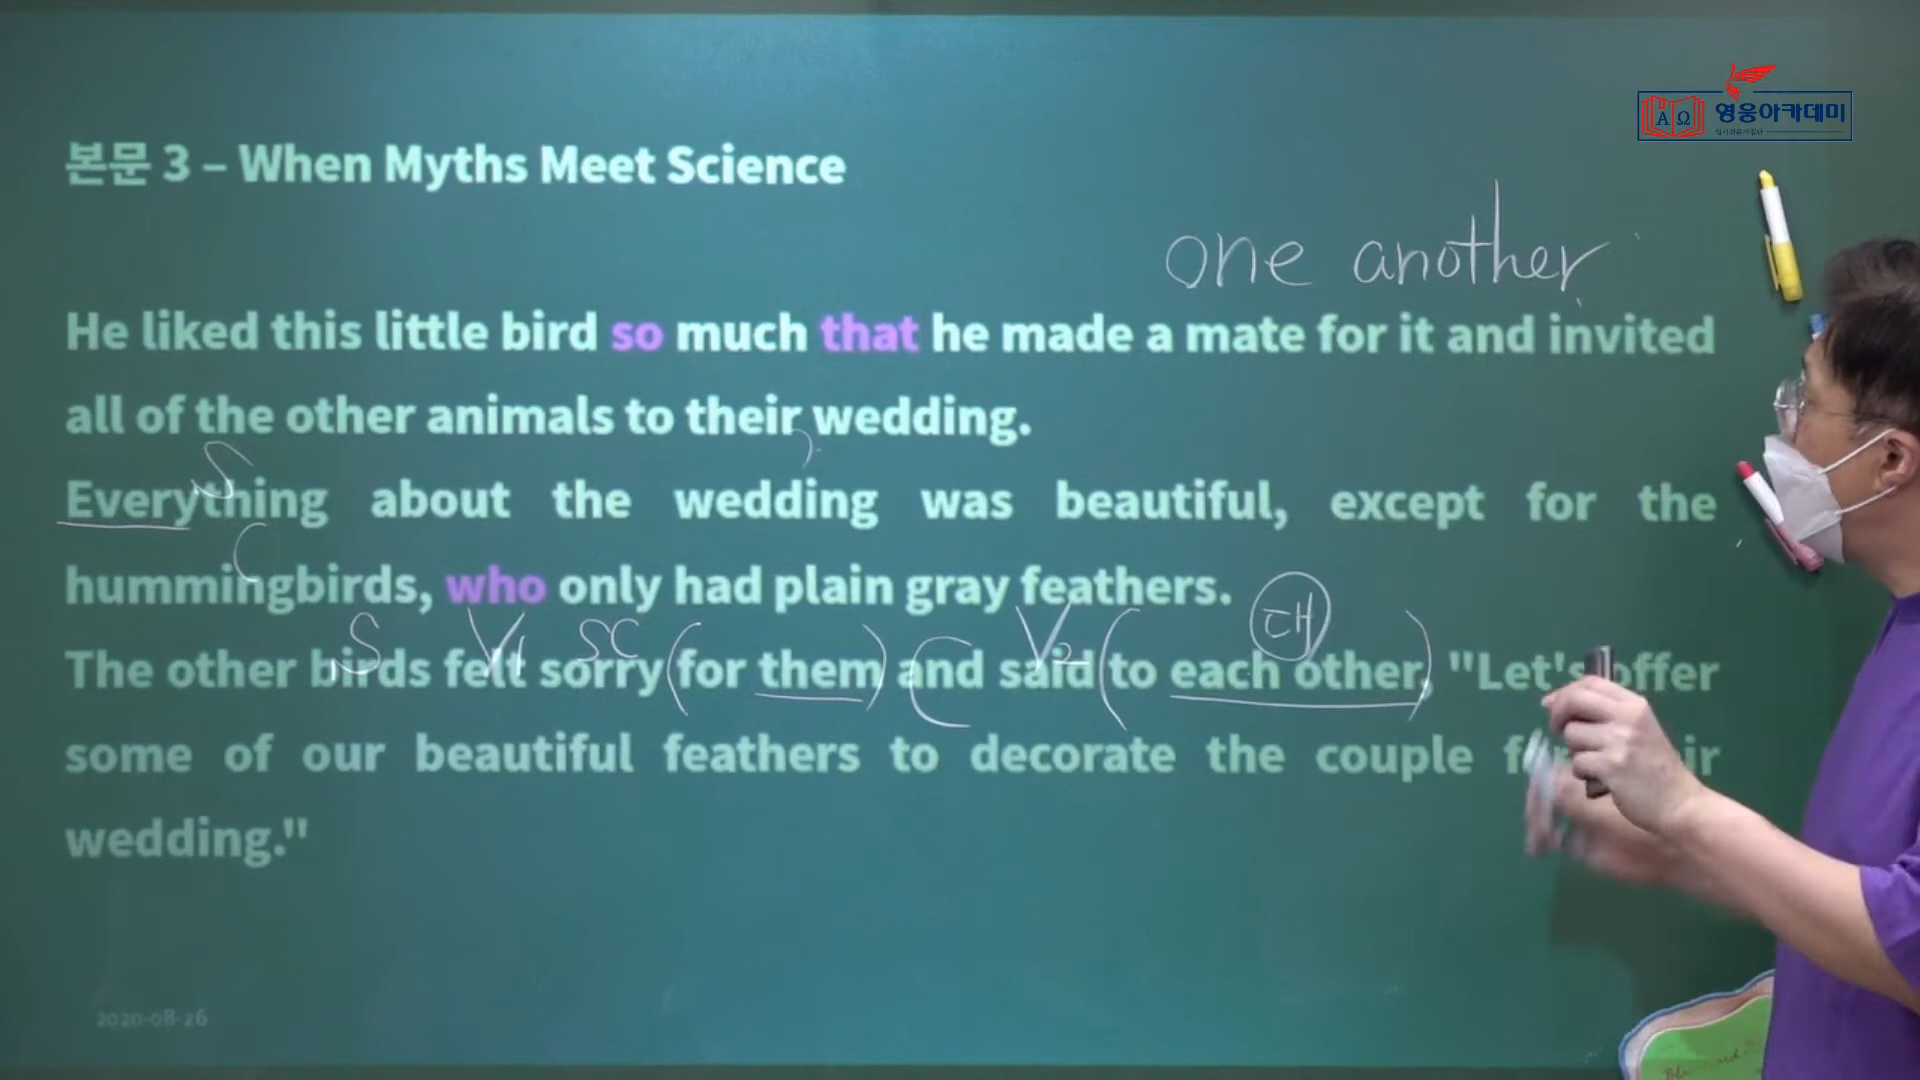 영웅아카데미
본문 3 – When Myths Meet Science
one another
He liked this little bird so much that he made a mate for it and invited
all of the other animals to their wedding.
S
Everything about the wedding was beautiful, except for the
hummingbirds, who only had plain gray feathers.
S V1 SC V2 대
The other birds felt sorry (for them) and said (to each other), "Let's offer
some of our beautiful feathers to decorate the couple
wedding."
2020-08-26